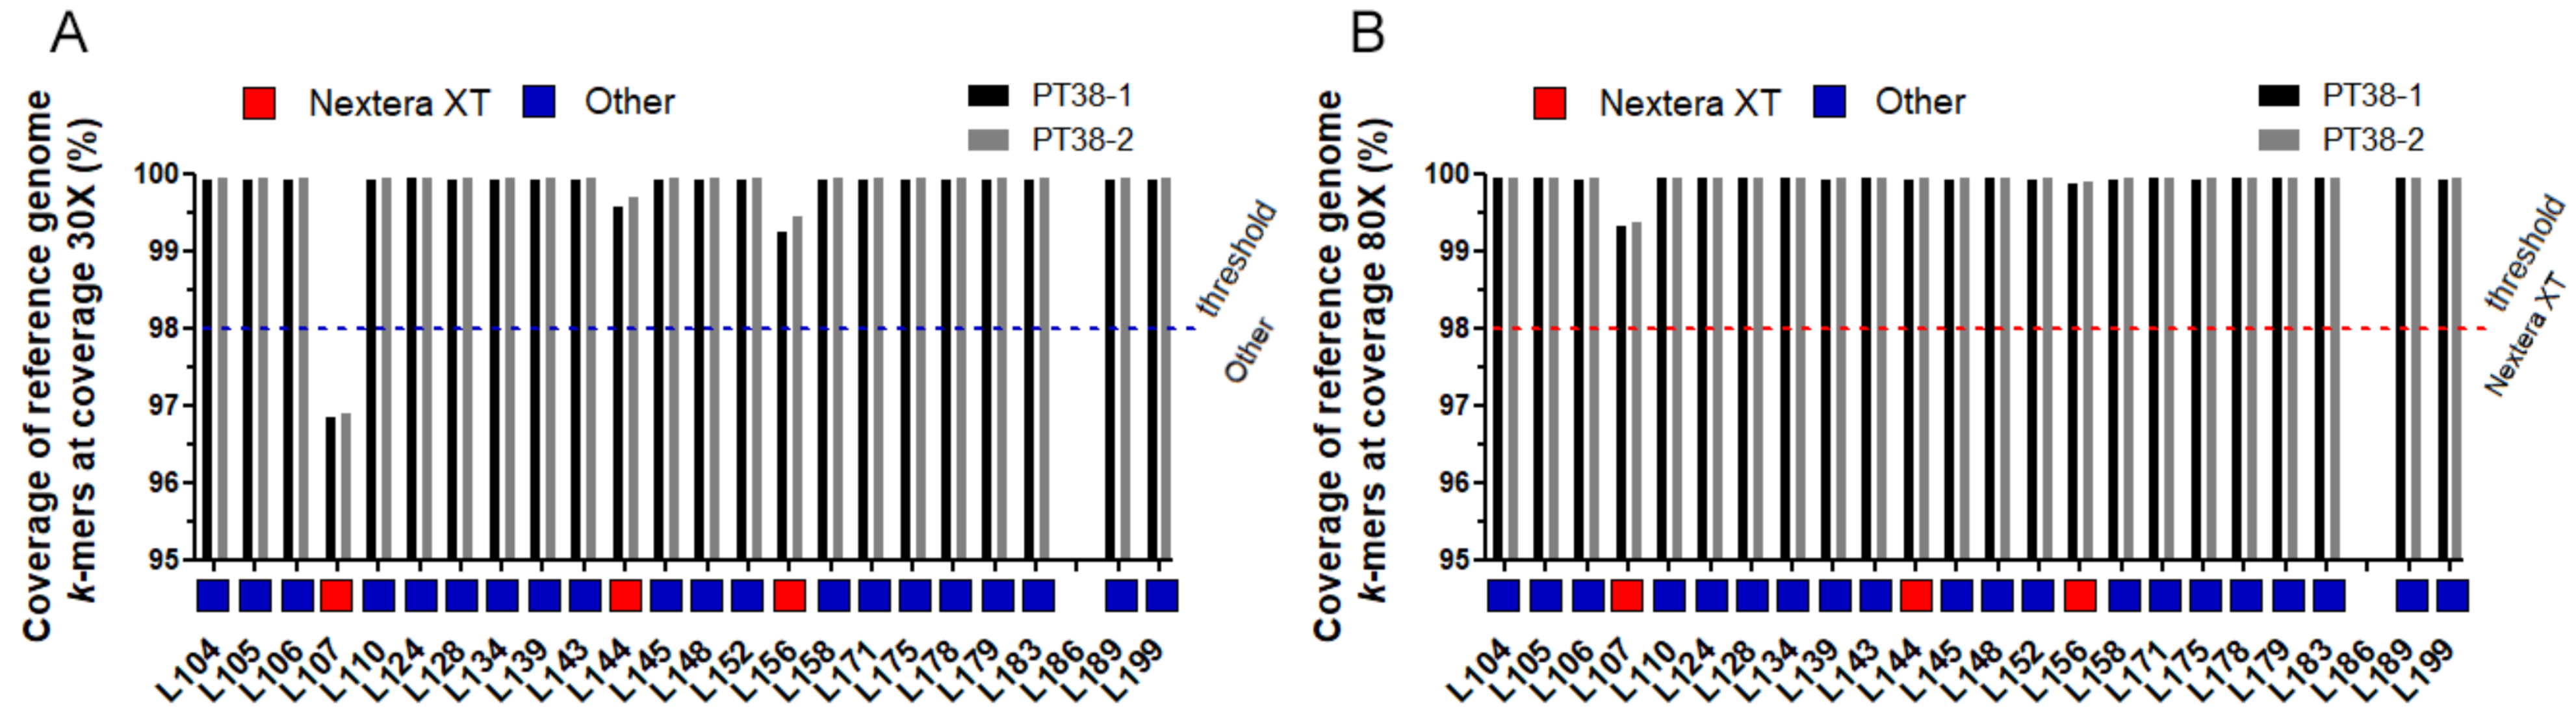 A
Nextera XT
Other
PT38-1
PT38-2
Coverage of reference genome
k-mers at coverage 30X (%)
100
99
98
97
96
95
threshold
Other
L104
L105
L106
L107
L110
L124
L128
L134
L139
L143
L144
L145
L148
L152
L156
L158
L171
L175
L178
L179
L183
L186
L189
L199
B
Nextera XT
Other
PT38-1
PT38-2
Coverage of reference genome
k-mers at coverage 80X (%)
100
99
98
97
96
95
threshold
Nextera XT
L104
L105
L106
L107
L110
L124
L128
L134
L139
L143
L144
L145
L148
L152
L156
L158
L171
L175
L178
L179
L183
L186
L189
L199